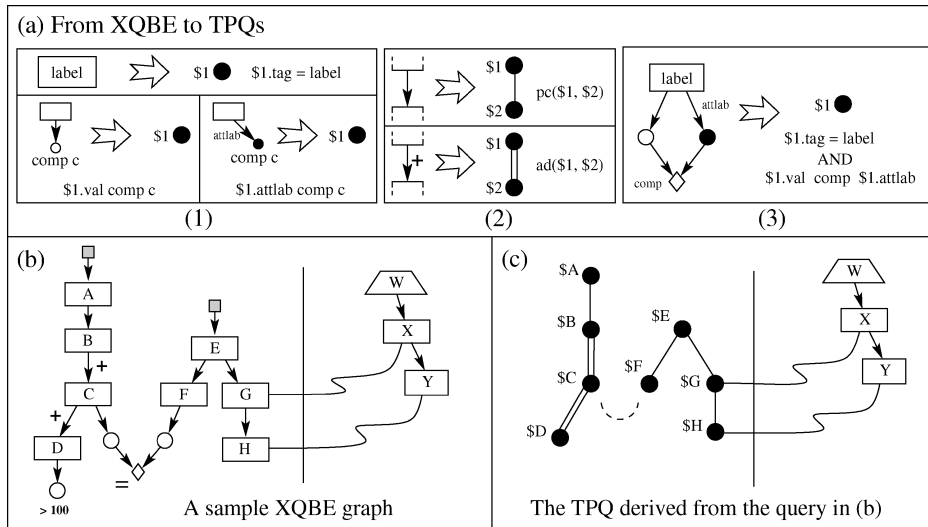 (a) From XQBE to TPQs
label
$1
$1.tag = label
comp c
$1
$1.val comp c
attlab
comp c
$1
$1.attlab comp c
(1)
$1
$2
pc($1, $2)
+
$1
$2
ad($1, $2)
(2)
label
attlab
comp
$1
$1.tag = label
AND
$1.val comp $1.attlab
(3)
(b)
A
B
+
C
+
D
> 100
E
F
G
H
=
W
X
Y
A sample XQBE graph
(c)
$A
$B
$C
$D
$E
$F
$G
$H
W
X
Y
The TPQ derived from the query in (b)